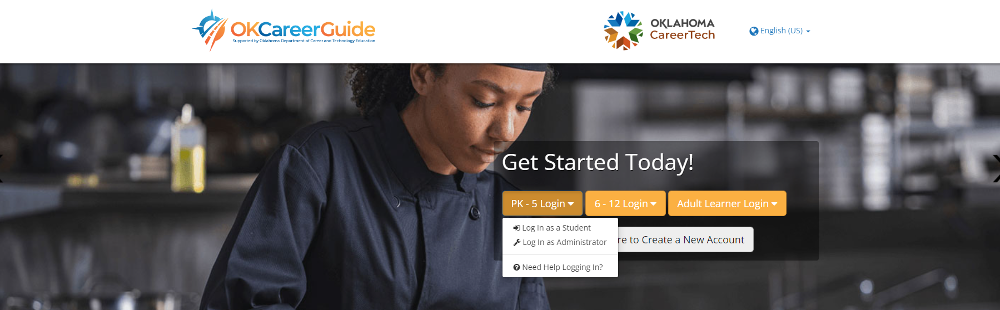 OKCareerGuide
Supported by Oklahoma Department of Career and Technology Education
OKLAHOMA
CareerTech
English (US)
Get Started Today!
PK - 5 Login
6 - 12 Login
Adult Learner Login
Log In as a Student
Log In as Administrator
Need Help Logging In?
to Create a New Account